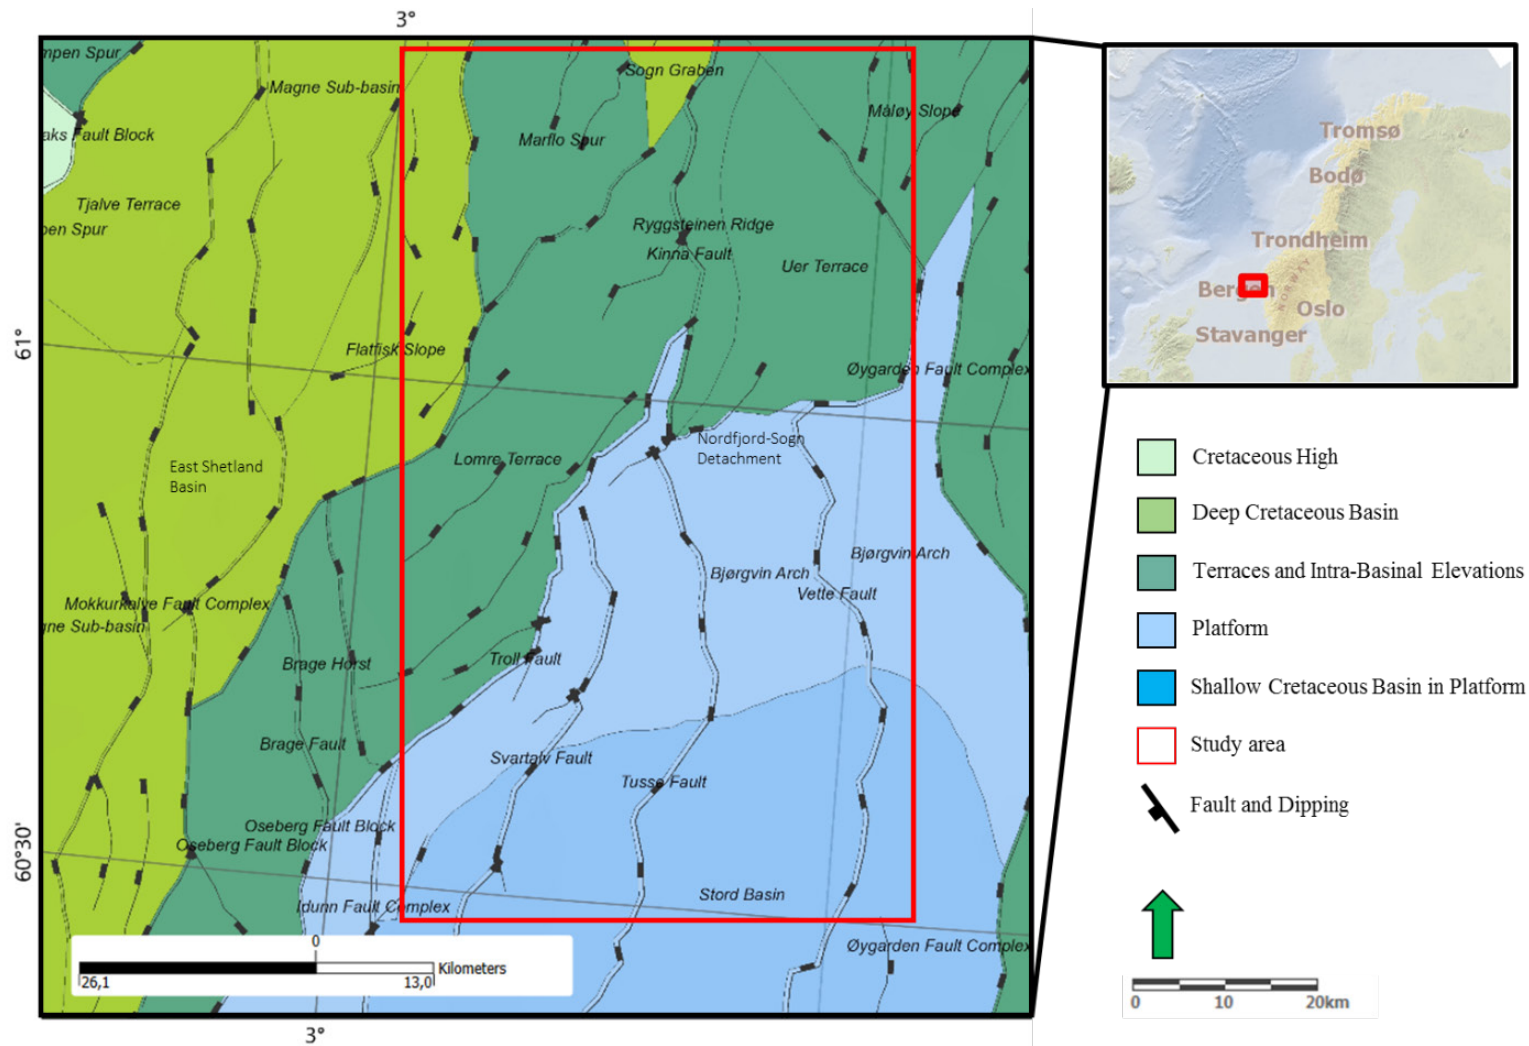 3°
mpen Spur
Sogn Graben
Magne Sub-basin
Måløy Slope
aks Fault Block
Marflo Spur
Tjalve Terrace
pen Spur
Ryggsteinen Ridge
Kinna Fault
Uer Terrace
61°
Flatfisk Slope
Øygarden Fault Complex
Nordfjord-Sogn
Detachment
East Shetland
Basin
Lomre Terrace
Bjørgvin Arch
Bjørgvin Arch
Vette Fault
Mokkurkalve Fault Complex
gne Sub-basin
Brage Horst
Troll Fault
Brage Fault
Svartalv Fault
Tusse Fault
60°30'
Oseberg Fault Block
Oseberg Fault Block
Stord Basin
Idunn Fault Complex
Øygarden Fault Complex
0
26,1
13,0
Kilometers
3°
Tromsø
Bodø
Trondheim
NORWAY
Bergen
Oslo
Stavanger
Cretaceous High
Deep Cretaceous Basin
Terraces and Intra-Basinal Elevations
Platform
Shallow Cretaceous Basin in Platform
Study area
Fault and Dipping
0 10 20km